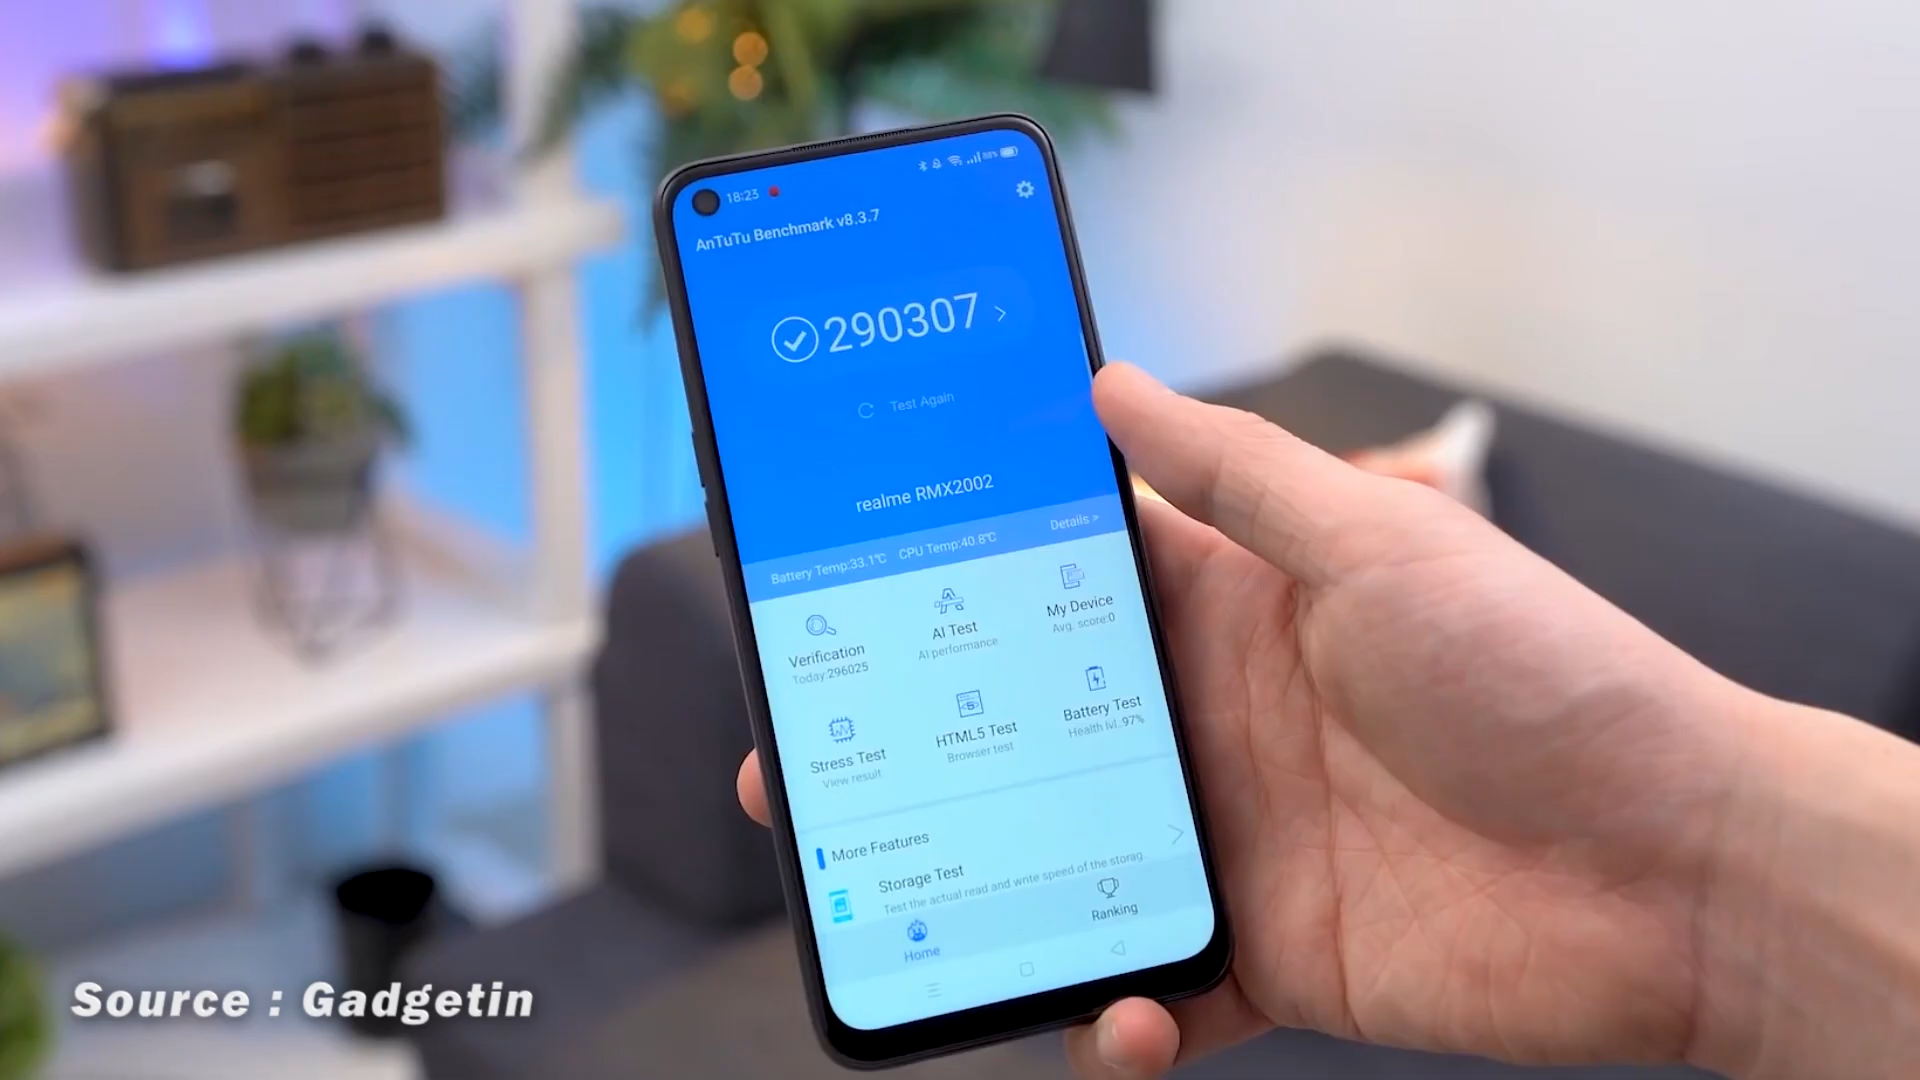 18:23
88%
AnTuTu Benchmark v8.3.7
290307
Test Again
realme RMX2002
Battery Temp:33.1℃ CPU Temp:40.8℃ Details >
Verification
Today:296025
AI Test
AI performance
My Device
Avg. score:0
Stress Test
View result
HTML5 Test
Browser test
Battery Test
Health lvl.:97%
More Features
Storage Test
Test the actual read and write speed of the storag
Home
Ranking
Source : Gadgetin